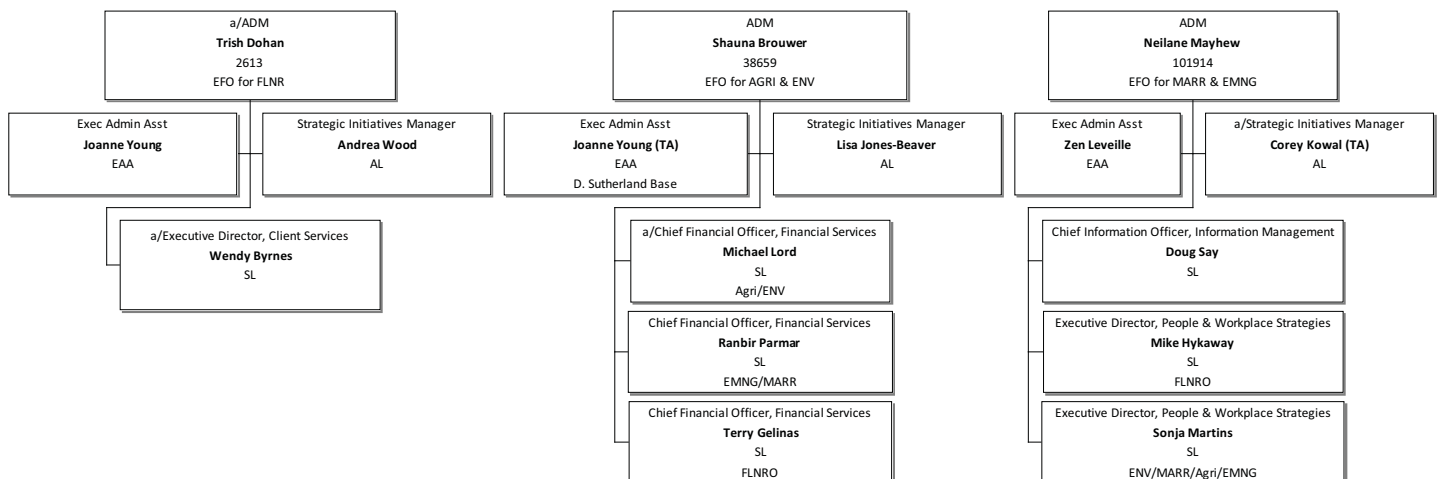 a/ADM
Trish Dohan
2613
EFO for FLNR
Exec Admin Asst
Joanne Young
EAA
Strategic Initiatives Manager
Andrea Wood
AL
a/Executive Director, Client Services
Wendy Byrnes
SL
ADM
Shauna Brouwer
38659
EFO for AGRI & ENV
Exec Admin Asst
Joanne Young (TA)
EAA
D. Sutherland Base
Strategic Initiatives Manager
Lisa Jones-Beaver
AL
a/Chief Financial Officer, Financial Services
Michael Lord
SL
Agri/ENV
Chief Financial Officer, Financial Services
Ranbir Parmar
SL
EMNG/MARR
Chief Financial Officer, Financial Services
Terry Gelinas
SL
FLNRO
ADM
Neilane Mayhew
101914
EFO for MARR & EMNG
Exec Admin Asst
Zen Leveille
EAA
a/Strategic Initiatives Manager
Corey Kowal (TA)
AL
Chief Information Officer, Information Management
Doug Say
SL
Executive Director, People & Workplace Strategies
Mike Hykaway
SL
FLNRO
Executive Director, People & Workplace Strategies
Sonja Martins
SL
ENV/MARR/Agri/EMNG